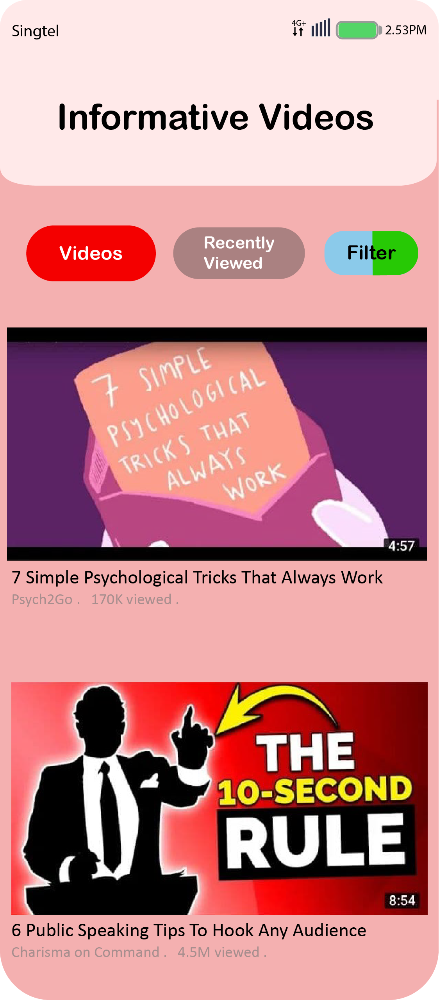 Singtel
4G+
2.53PM
Informative Videos
Videos
Recently
Viewed
Filter
7 SIMPLE
PSYCHOLOGICAL
TRICKS THAT
ALWAYS
WORK
4:57
7 Simple Psychological Tricks That Always Work
Psych2Go . 170K viewed .
THE
10-SECOND
RULE
8:54
6 Public Speaking Tips To Hook Any Audience
Charisma on Command . 4.5M viewed .